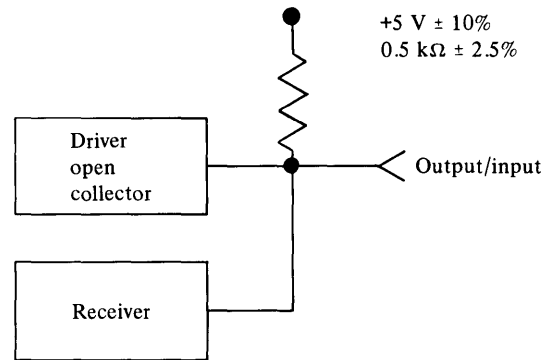 +5 V ± 10%
0.5 kΩ ± 2.5%
Driver
open
collector
Output/input
Receiver